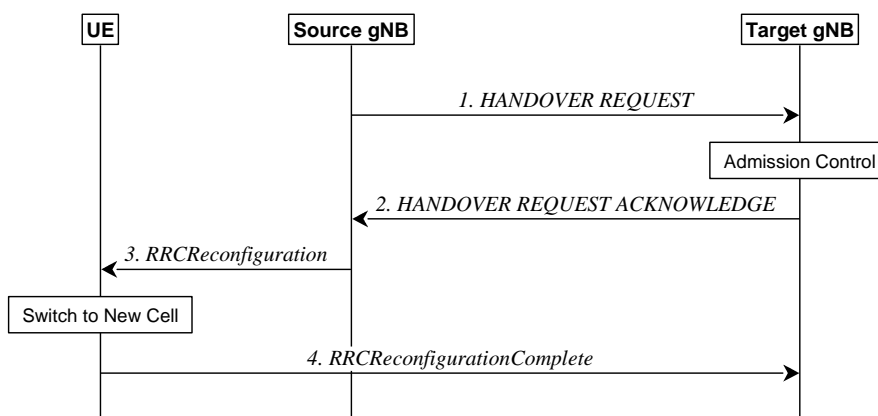 UE
Source gNB
Target gNB
1. HANDOVER REQUEST
Admission Control
2. HANDOVER REQUEST ACKNOWLEDGE
3. RRCReconfiguration
Switch to New Cell
4. RRCReconfigurationComplete